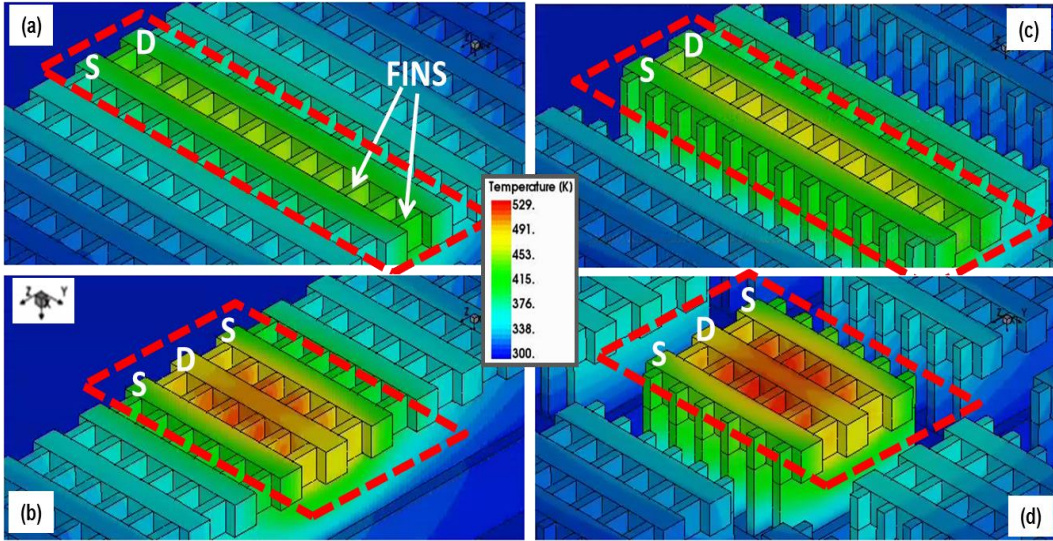 (a)
D
S
FINS
(c)
D
S
Temperature (K)
529.
491.
453.
415.
376.
338.
300.
Z Y
S
D
S
(b)
S
D
S
(d)